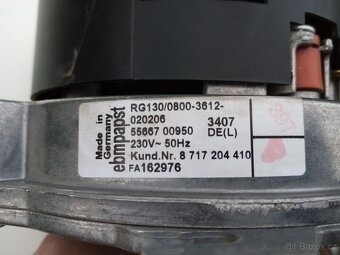 RG130/0800-3612-
020206 3407
55667 00950 DE(L)
230V~ 50Hz
Kund.Nr. 8 717 204 410
FA162976
Made in
Germany
ebmpapst